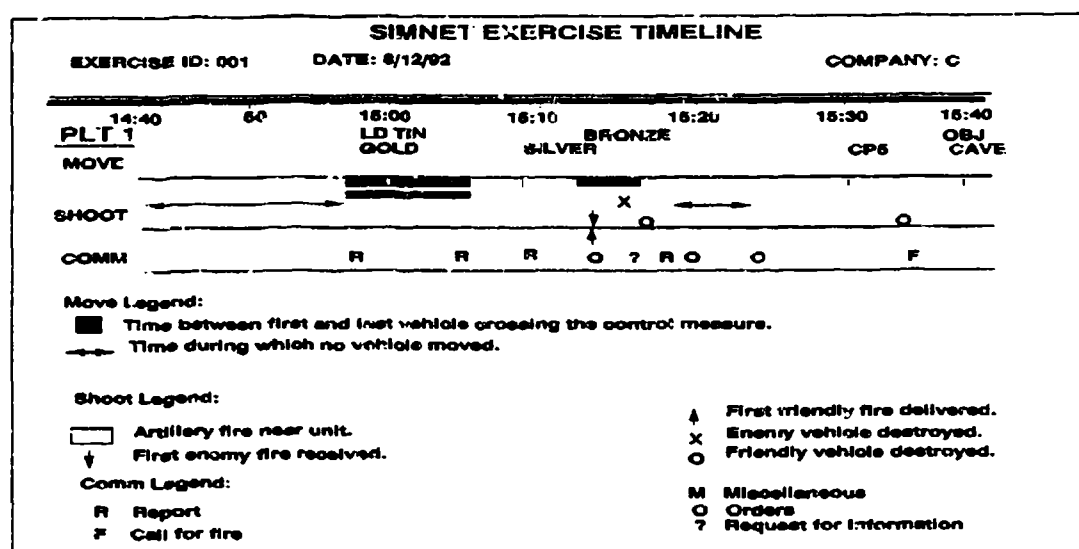 SIMNET EXERCISE TIMELINE
EXERCISE ID: 001 DATE: 8/12/92 COMPANY: C
14:40 50 15:00 15:10 15:20 15:30 15:40
PLT 1 LD TIN BRONZE OBJ
GOLD SILVER CP5 CAVE
MOVE
X
SHOOT O O
COMM R R R O ? R O O F
Move Legend:
Time between first and last vehicle crossing the control measure.
Time during which no vehicle moved.
Shoot Legend:
Artillery fire near unit.
First enemy fire received.
First friendly fire delivered.
X Enemy vehicle destroyed.
O Friendly vehicle destroyed.
Comm Legend:
R Report
F Call for fire
M Miscellaneous
O Orders
? Request for information